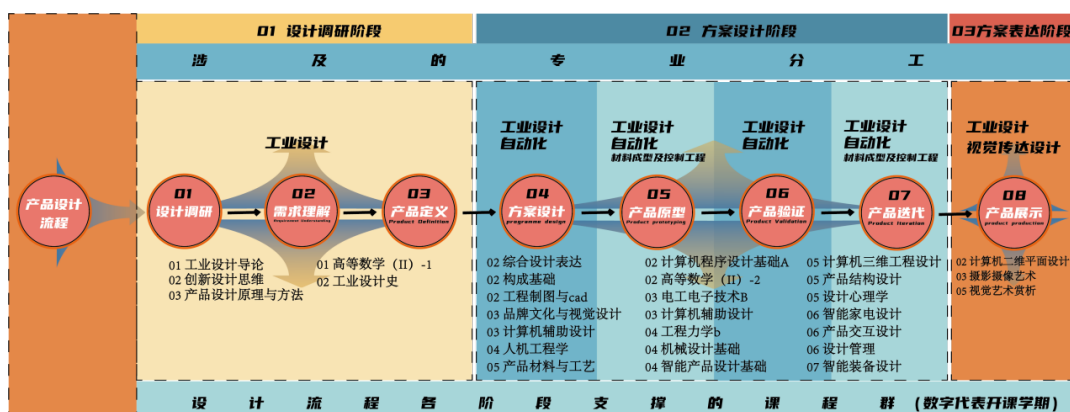 01 设计调研阶段
02 方案设计阶段
03方案表达阶段
涉及的专业分工
产品设计
流程
工业设计
01
设计调研
02
需求理解
Requirement understanding
03
产品定义
Product Definition
工业设计
自动化
04
方案设计
programme design
工业设计
自动化
材料成型及控制工程
05
产品原型
Product prototyping
工业设计
自动化
06
产品验证
Product Validation
工业设计
自动化
材料成型及控制工程
07
产品迭代
Product Iteration
工业设计
视觉传达设计
08
产品展示
product production
01 工业设计导论
02 创新设计思维
03 产品设计原理与方法
01 高等数学（II）-1
02 工业设计史
02 综合设计表达
02 构成基础
02 工程制图与cad
03 品牌文化与视觉设计
03 计算机辅助设计
04 人机工程学
05 产品材料与工艺
02 计算机程序设计基础A
02 高等数学（II）-2
03 电工电子技术B
03 计算机辅助设计
04 工程力学b
04 机械设计基础
04 智能产品设计基础
05 计算机三维工程设计
05 产品结构设计
05 设计心理学
06 智能家电设计
06 产品交互设计
06 设计管理
07 智能装备设计
02 计算机二维平面设计
03 摄影摄像艺术
05 视觉艺术赏析
设计流程各阶段支撑的课程群（数字代表开课学期）